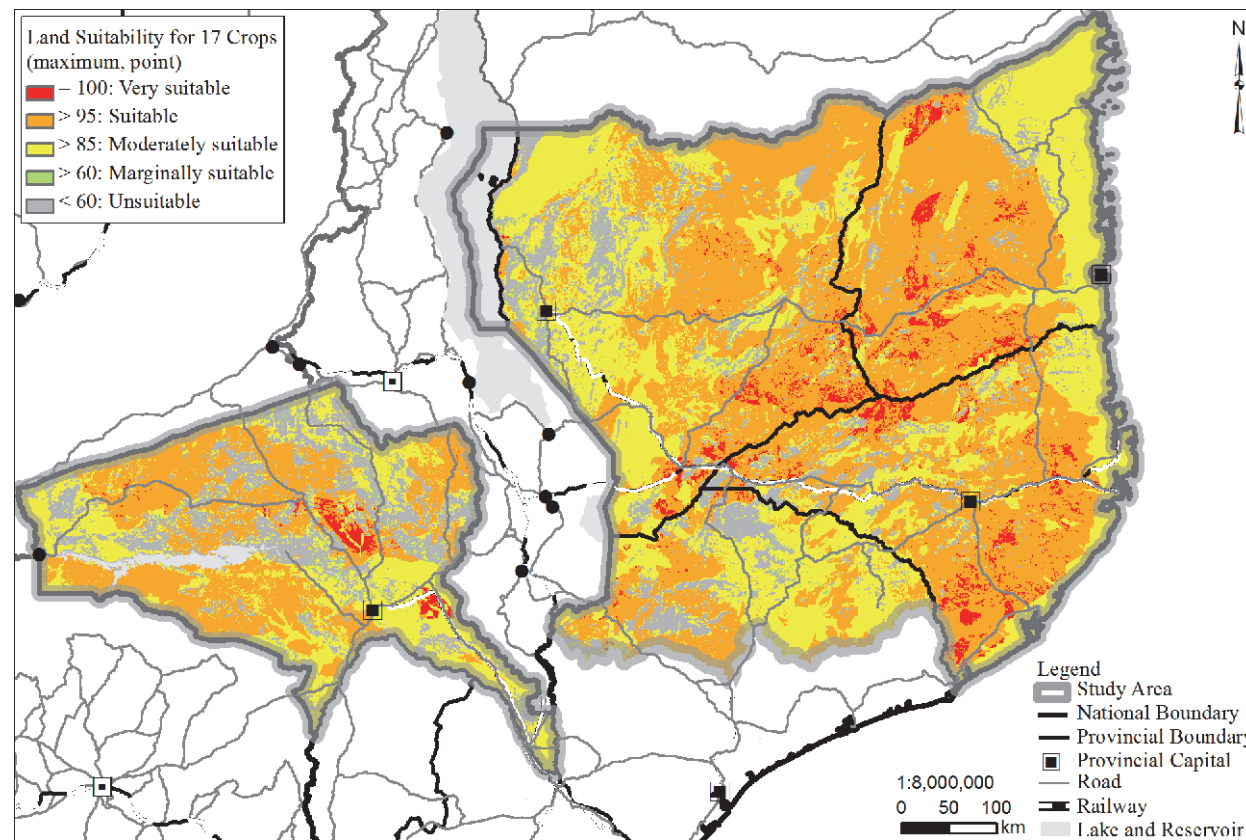 Land Suitability for 17 Crops
(maximum, point)
– 100: Very suitable
> 95: Suitable
> 85: Moderately suitable
> 60: Marginally suitable
< 60: Unsuitable
N
Legend
Study Area
National Boundary
Provincial Boundary
Provincial Capital
Road
Railway
Lake and Reservoir
1:8,000,000
0 50 100
km